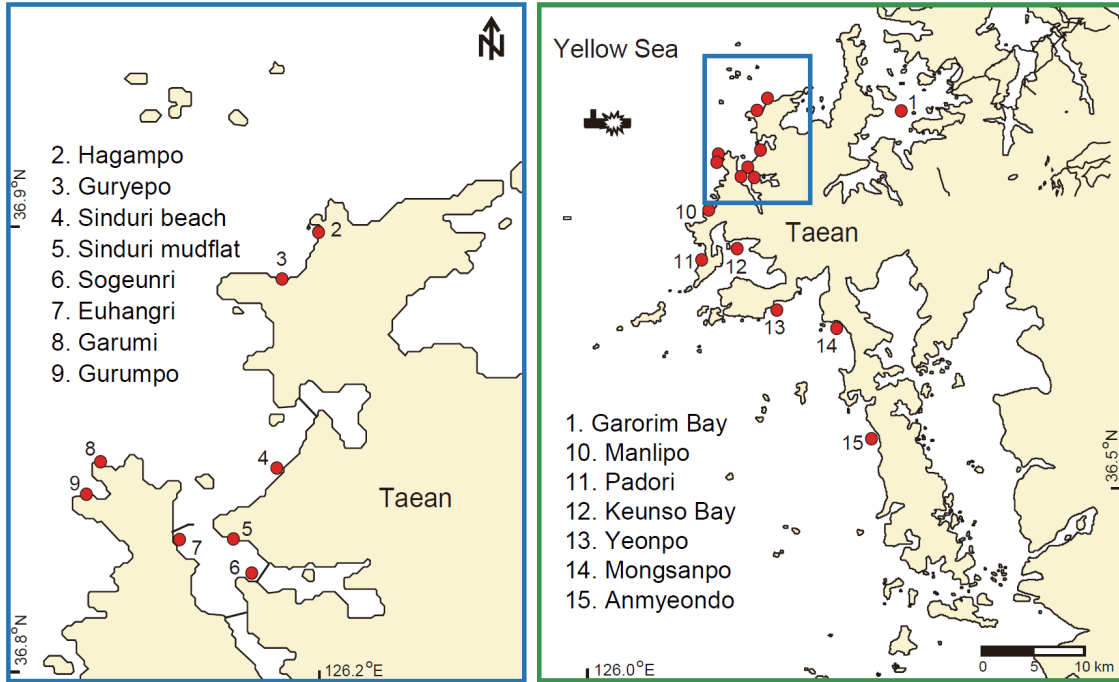 N
2. Hagampo
3. Guryepo
4. Sinduri beach
5. Sinduri mudflat
6. Sogeunri
7. Euhangri
8. Garumi
9. Gurumpo
36.9°N
2
3
4
Taean
8
9
5
7
6
36.8°N
126.2°E
Yellow Sea
1
10
Taean
11
12
13
14
1. Garorim Bay
10. Manlipo
11. Padori
12. Keunso Bay
13. Yeonpo
14. Mongsanpo
15. Anmyeondo
15
36.5°N
126.0°E
0 5 10 km